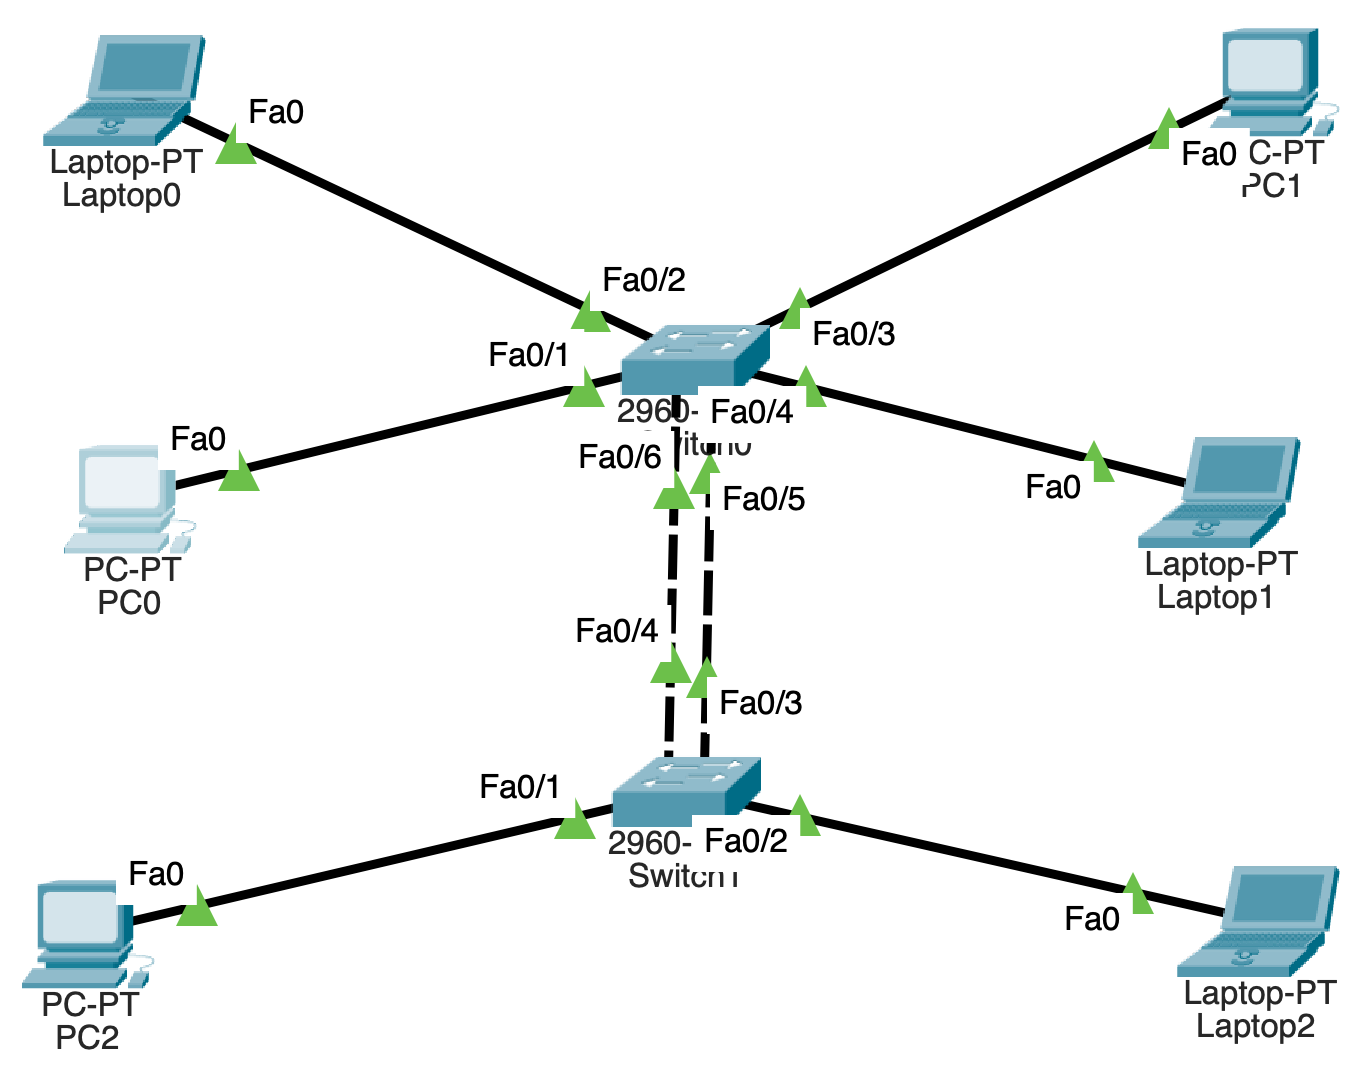 Fa0
Laptop-PT
Laptop0
Fa0
C-PT
PC1
Fa0/2
Fa0/3
Fa0/1
2960-
Fa0/4
Fa0
Fa0/6
Fa0/5
Fa0
PC-PT
PC0
Laptop-PT
Laptop1
Fa0/4
Fa0/3
Fa0/1
2960-
Fa0/2
Switch1
Fa0
PC-PT
PC2
Fa0
Laptop-PT
Laptop2